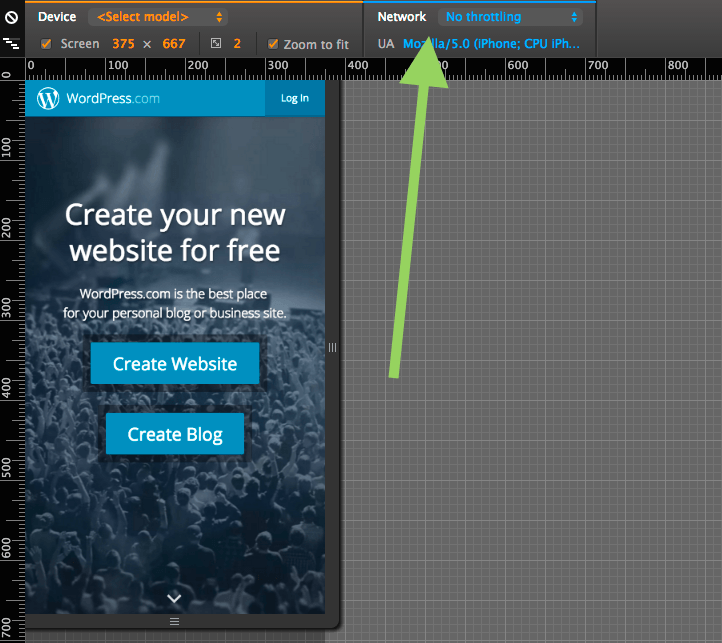 Device <Select model> Network No throttling
Screen 375 × 667 2 Zoom to fit UA Mozilla/5.0 (iPhone; CPU iPh...
0 100 200 300 400 500 600 700 800
0
100
200
300
400
500
600
700
WordPress.com Log In
Create your new
website for free
WordPress.com is the best place
for your personal blog or business site.
Create Website
Create Blog